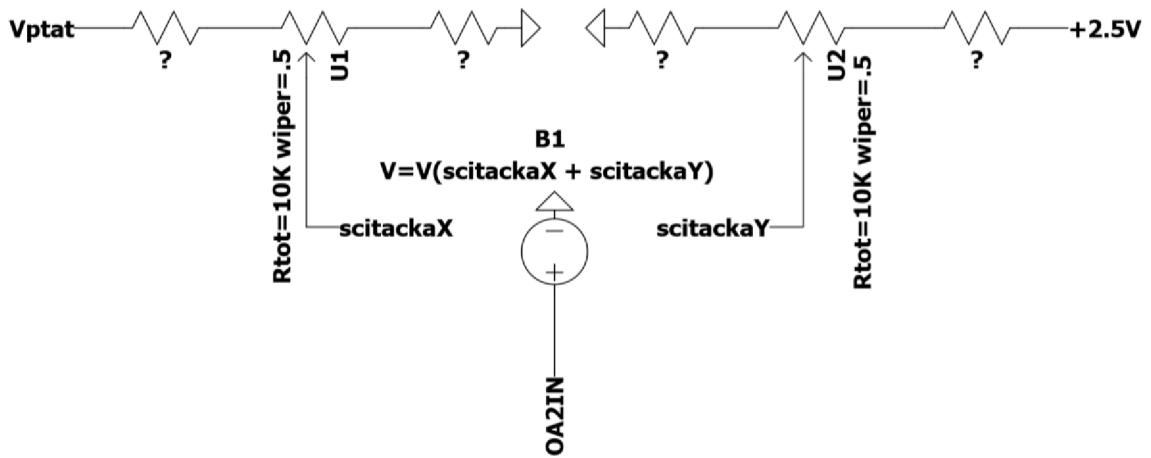 Vptat
?
Rtot=10K wiper=.5
U1
?
?
U2
Rtot=10K wiper=.5
?
+2.5V
B1
V=V(scitackaX + scitackaY)
scitackaX
scitackaY
OA2IN